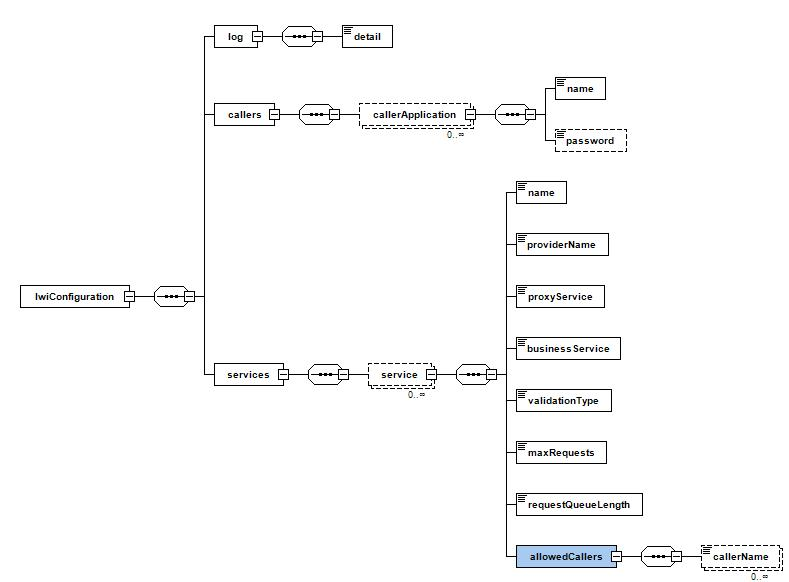 log
detail
callers
callerApplication
0..∞
name
password
name
providerName
lwiConfiguration
proxyService
businessService
services
service
0..∞
validationType
maxRequests
requestQueueLength
allowedCallers
callerName
0..∞